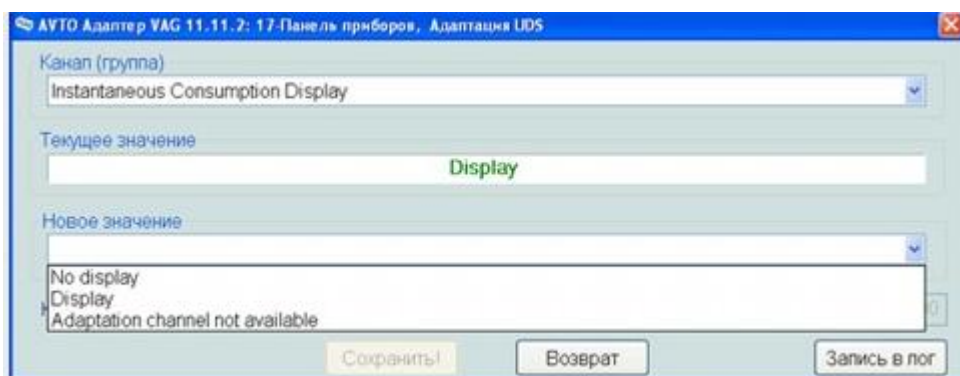 AVTO Адаптер VAG 11.11.2: 17-Панель приборов, Адаптация UDS
Канал (группа)
Instantaneous Consumption Display
Текущее значение
Display
Новое значение
No display
Display
Adaptation channel not available
Сохранить!
Возврат
Запись в лог